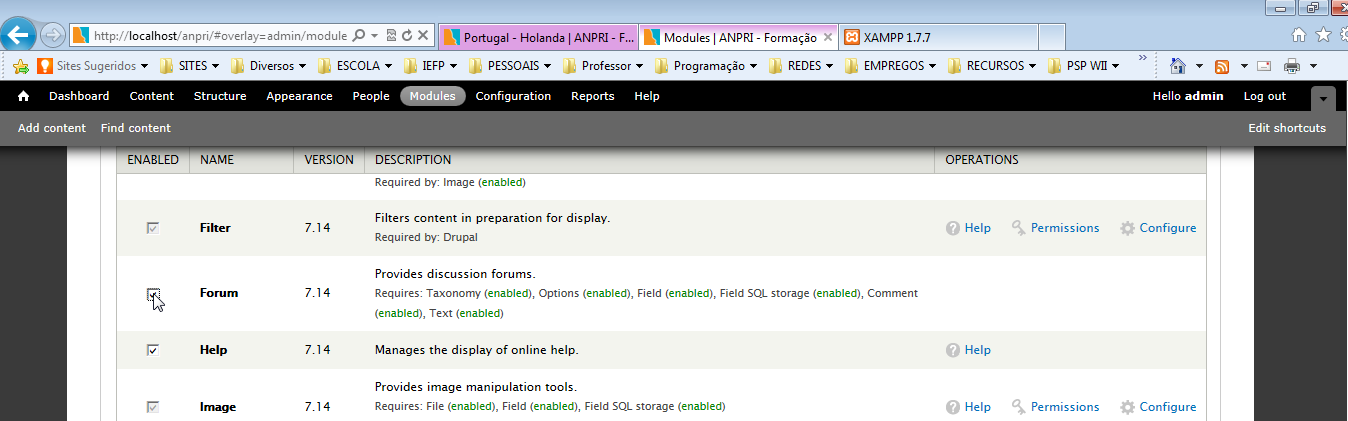 http://localhost/anpri/#overlay=admin/module
Portugal - Holanda | ANPRI - F...
Modules | ANPRI - Formação
XAMPP 1.7.7
Sites Sugeridos
SITES
Diversos
ESCOLA
IEFP
PESSOAIS
Professor
Programação
REDES
EMPREGOS
RECURSOS
PSP WII
Dashboard Content Structure Appearance People Modules Configuration Reports Help Hello admin Log out
Add content Find content Edit shortcuts
ENABLED NAME VERSION DESCRIPTION OPERATIONS
Required by: Image (enabled)
Filter 7.14 Filters content in preparation for display. Help Permissions Configure
Required by: Drupal
Provides discussion forums.
Forum 7.14 Requires: Taxonomy (enabled), Options (enabled), Field (enabled), Field SQL storage (enabled), Comment
(enabled), Text (enabled)
Help 7.14 Manages the display of online help. Help
Provides image manipulation tools.
Image 7.14 Requires: File (enabled), Field (enabled), Field SQL storage (enabled) Help Permissions Configure